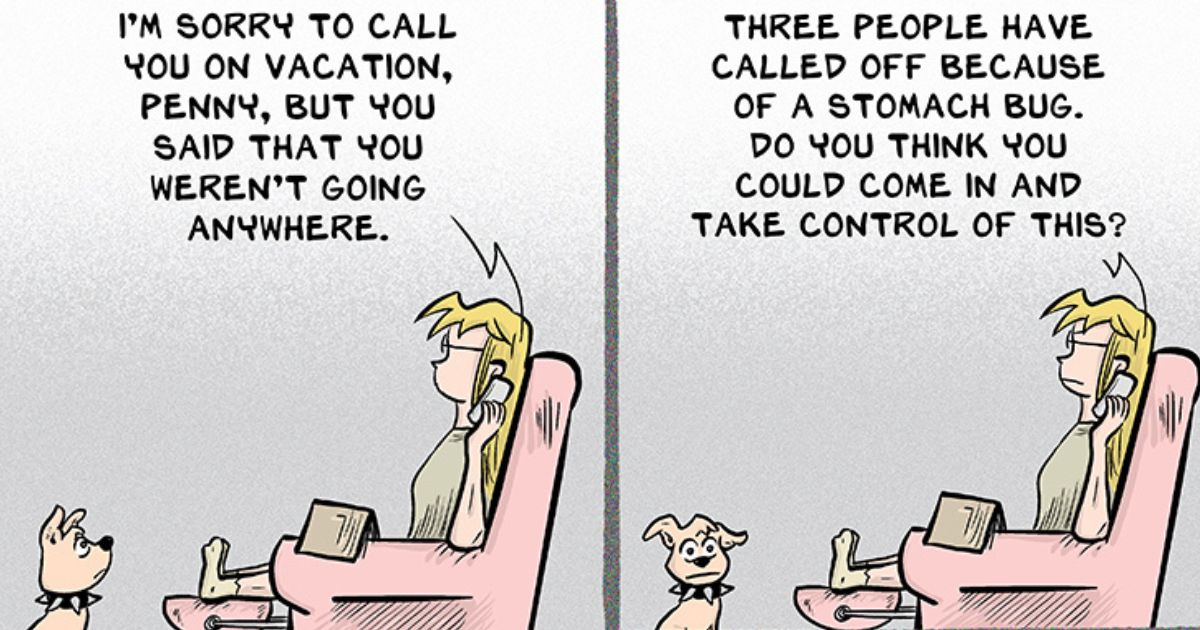 I'M SORRY TO CALL
YOU ON VACATION,
PENNY, BUT YOU
SAID THAT YOU
WEREN'T GOING
ANYWHERE.
THREE PEOPLE HAVE
CALLED OFF BECAUSE
OF A STOMACH BUG.
DO YOU THINK YOU
COULD COME IN AND
TAKE CONTROL OF THIS?